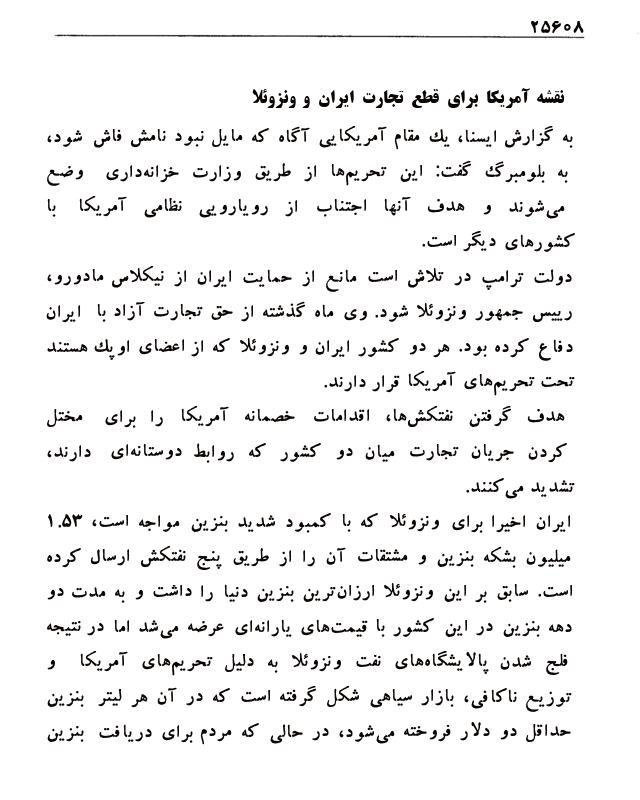 ۲۵۶۰۸
نقشه آمریکا برای قطع تجارت ایران و ونزوئلا
به گزارش ایسنا، یك مقام آمریکایی آگاه که مایل نبود نامش فاش شود،
به بلومبرگ گفت: این تحریم‌ها از طریق وزارت خزانه‌داری وضع
می‌شوند و هدف آنها اجتناب از رویارویی نظامی آمریکا با
کشورهای دیگر است.
دولت ترامپ در تلاش است مانع از حمایت ایران از نیکلاس مادورو،
رییس جمهور ونزوئلا شود. وی ماه گذشته از حق تجارت آزاد با ایران
دفاع کرده بود. هر دو کشور ایران و ونزوئلا که از اعضای اوپك هستند
تحت تحریم‌های آمریکا قرار دارند.
هدف گرفتن نفتکش‌ها، اقدامات خصمانه آمریکا را برای مختل
کردن جریان تجارت میان دو کشور که روابط دوستانه‌ای دارند،
تشدید می‌کنند.
ایران اخیرا برای ونزوئلا که با کمبود شدید بنزین مواجه است، ۱.۵۳
میلیون بشکه بنزین و مشتقات آن را از طریق پنج نفتکش ارسال کرده
است. سابق بر این ونزوئلا ارزان‌ترین بنزین دنیا را داشت و به مدت دو
دهه بنزین در این کشور با قیمت‌های یارانه‌ای عرضه می‌شد اما در نتیجه
فلج شدن پالایشگاه‌های نفت ونزوئلا به دلیل تحریم‌های آمریکا و
توزیع ناکافی، بازار سیاهی شکل گرفته است که در آن هر لیتر بنزین
حداقل دو دلار فروخته می‌شود، در حالی که مردم برای دریافت بنزین